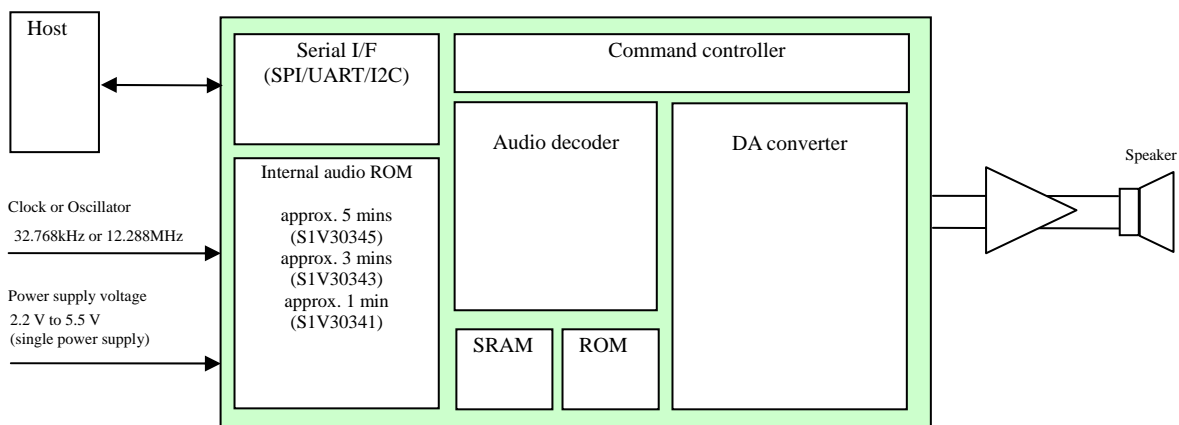 Host
Serial I/F
(SPI/UART/I2C)
Command controller
Audio decoder
DA converter
Speaker
Internal audio ROM
approx. 5 mins
(S1V30345)
approx. 3 mins
(S1V30343)
approx. 1 min
(S1V30341)
Clock or Oscillator
32.768kHz or 12.288MHz
Power supply voltage
2.2 V to 5.5 V
(single power supply)
SRAM
ROM